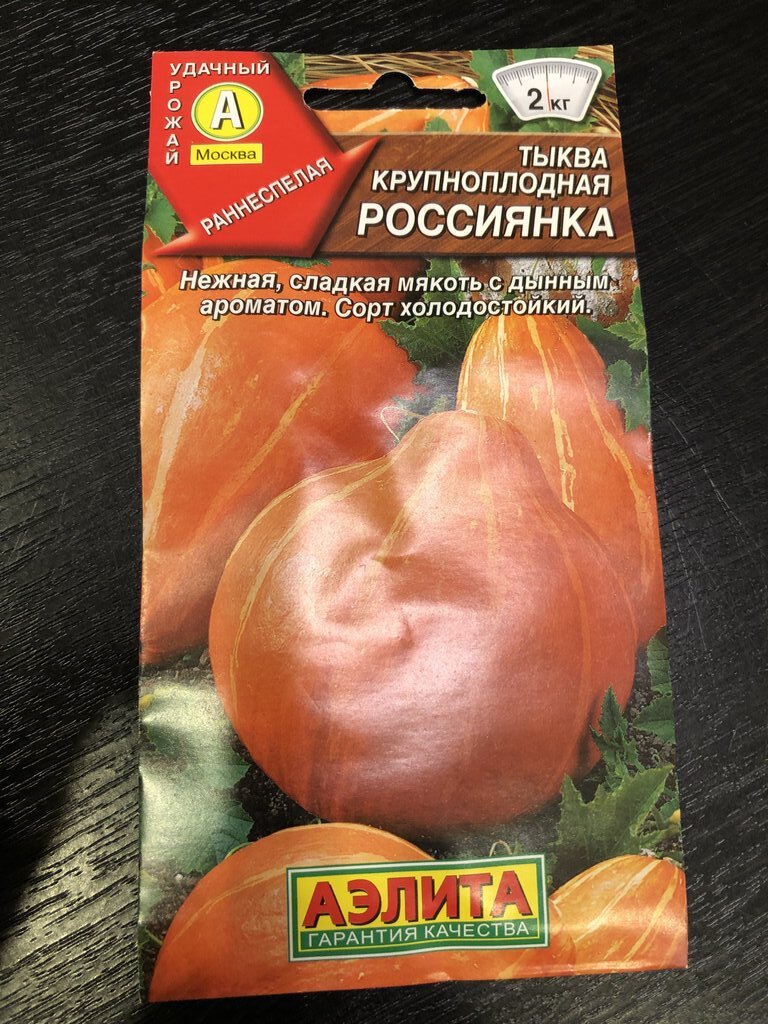 УДАЧНЫЙ
УРОЖАЙ
А
Москва
РАННЕСПЕЛАЯ
2 кг
ТЫКВА
КРУПНОПЛОДНАЯ
РОССИЯНКА
Нежная, сладкая мякоть с дынным
ароматом. Сорт холодостойкий.
АЭЛИТА
ГАРАНТИЯ КАЧЕСТВА